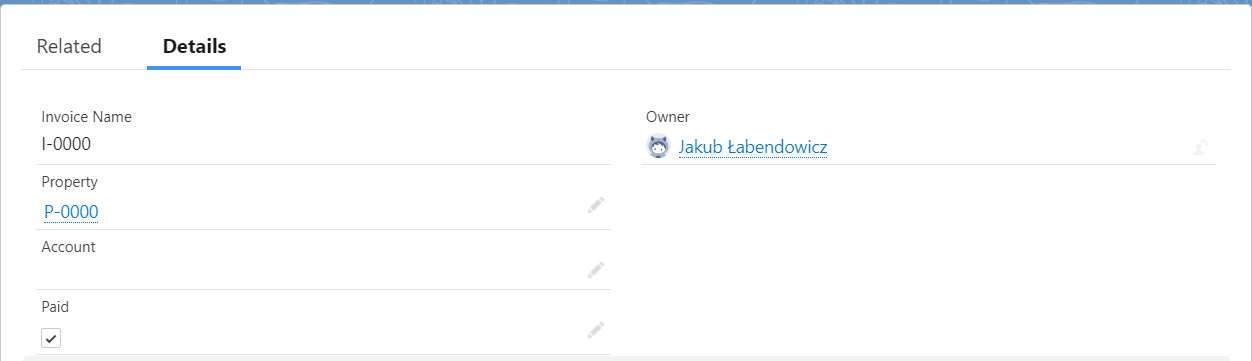 Related
Details
Invoice Name
I-0000
Owner
Jakub Łabendowicz
Property
P-0000
Account
Paid